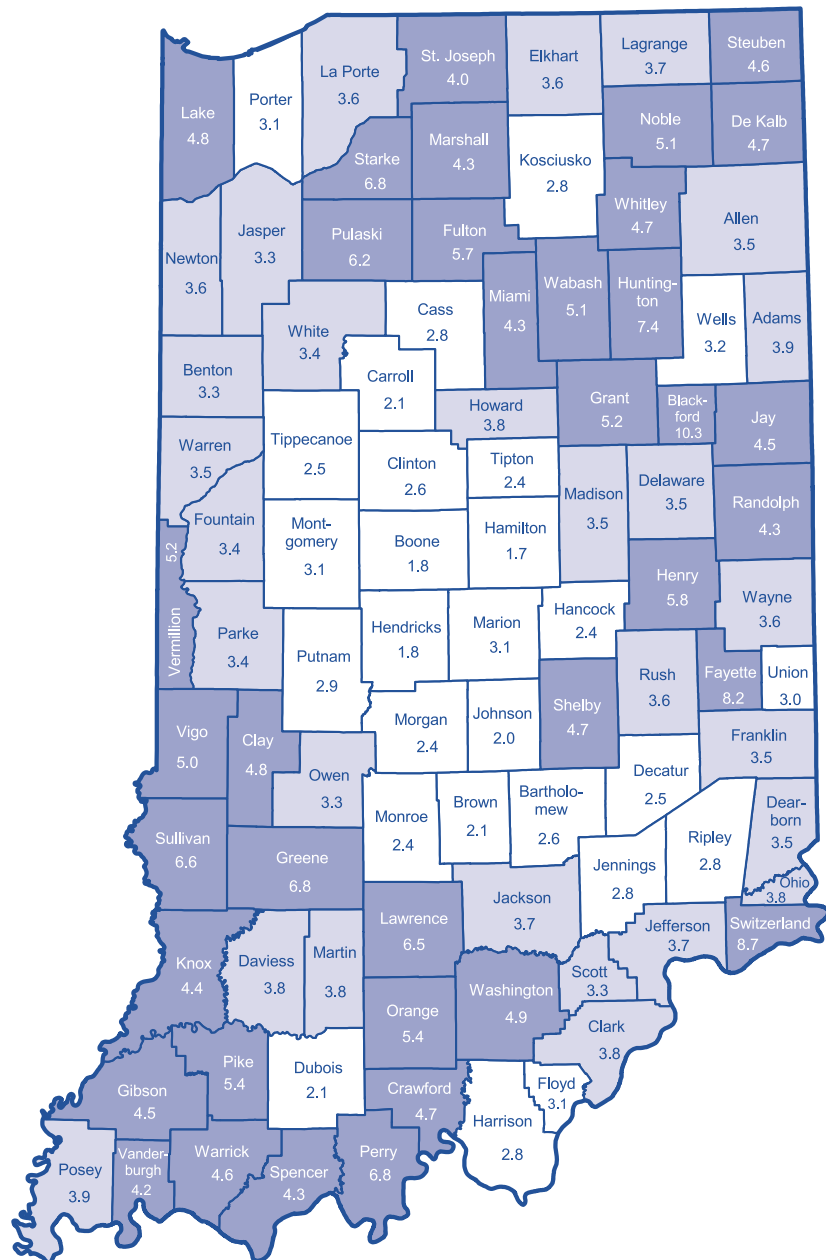 St. Joseph
4.0
Elkhart
3.6
Lagrange
3.7
Steuben
4.6
La Porte
3.6
Porter
3.1
Lake
4.8
Noble
5.1
De Kalb
4.7
Marshall
4.3
Kosciusko
2.8
Starke
6.8
Whitley
4.7
Allen
3.5
Jasper
3.3
Pulaski
6.2
Fulton
5.7
Newton
3.6
Miami
4.3
Wabash
5.1
Hunting-
ton
7.4
Cass
2.8
White
3.4
Wells
3.2
Adams
3.9
Benton
3.3
Carroll
2.1
Howard
3.8
Grant
5.2
Black-
ford
10.3
Jay
4.5
Warren
3.5
Tippecanoe
2.5
Clinton
2.6
Tipton
2.4
Madison
3.5
Delaware
3.5
Randolph
4.3
Fountain
3.4
Mont-
gomery
3.1
Boone
1.8
Hamilton
1.7
Vermillion
5.2
Henry
5.8
Wayne
3.6
Parke
3.4
Putnam
2.9
Hendricks
1.8
Marion
3.1
Hancock
2.4
Rush
3.6
Fayette
8.2
Union
3.0
Vigo
5.0
Clay
4.8
Morgan
2.4
Johnson
2.0
Shelby
4.7
Franklin
3.5
Owen
3.3
Decatur
2.5
Monroe
2.4
Brown
2.1
Bartholo-
mew
2.6
Dear-
born
3.5
Sullivan
6.6
Greene
6.8
Jennings
2.8
Ripley
2.8
Ohio
3.8
Lawrence
6.5
Jackson
3.7
Jefferson
3.7
Switzerland
8.7
Knox
4.4
Daviess
3.8
Martin
3.8
Orange
5.4
Washington
4.9
Scott
3.3
Clark
3.8
Pike
5.4
Dubois
2.1
Crawford
4.7
Floyd
3.1
Gibson
4.5
Harrison
2.8
Posey
3.9
Vander-
burgh
4.2
Warrick
4.6
Spencer
4.3
Perry
6.8